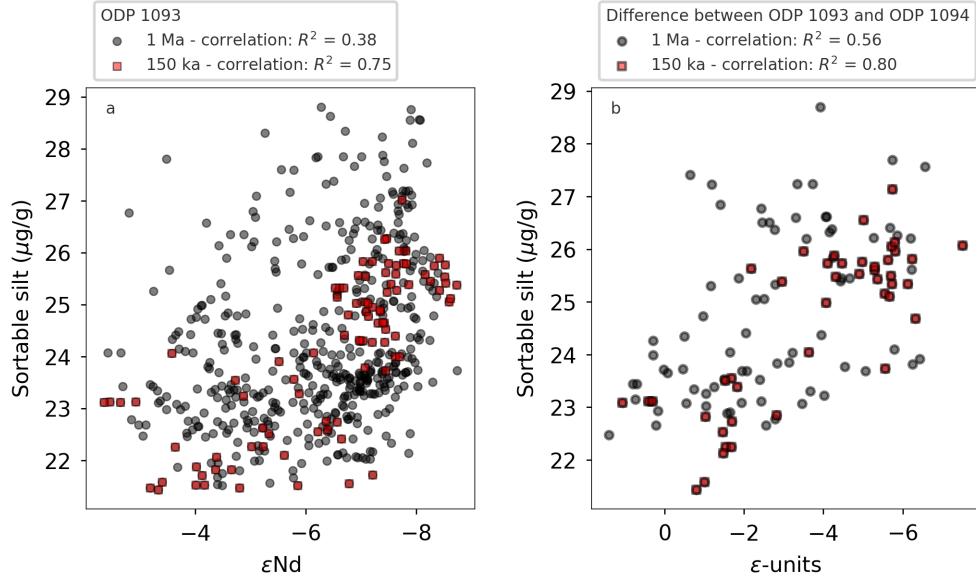 ODP 1093
1 Ma - correlation: R² = 0.38
150 ka - correlation: R² = 0.75
Difference between ODP 1093 and ODP 1094
1 Ma - correlation: R² = 0.56
150 ka - correlation: R² = 0.80
a
29
28
27
26
25
24
23
22
Sortable silt (μg/g)
−4
−6
−8
εNd
b
29
28
27
26
25
24
23
22
Sortable silt (μg/g)
0
−2
−4
−6
ε-units